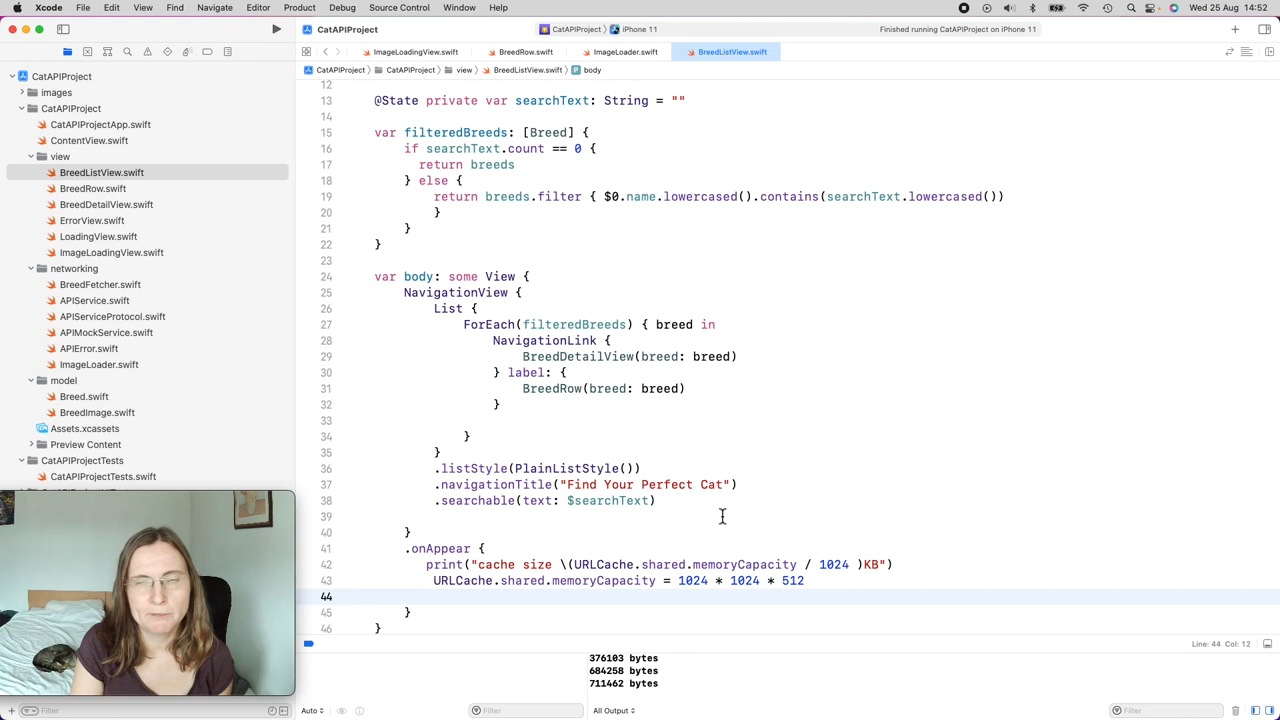 Xcode File Edit View Find Navigate Editor Product Debug Source Control Window Help Wed 25 14:52
CatAPIProject
CatAPIProject iPhone 11
Finished running CatAPIProject on iPhone 11
ImageLoadingView.swift BreedRow.swift ImageLoader.swift BreedListView.swift
CatAPIProject CatAPIProject view BreedListView.swift P body
CatAPIProject
images
CatAPIProject
CatAPIProjectApp.swift
ContentView.swift
view
BreedListView.swift
BreedRow.swift
BreedDetailView.swift
ErrorView.swift
LoadingView.swift
ImageLoadingView.swift
networking
BreedFetcher.swift
APIService.swift
APIServiceProtocol.swift
APIMockService.swift
APIError.swift
ImageLoader.swift
model
Breed.swift
BreedImage.swift
Assets.xcassets
Preview Content
CatAPIProjectTests
CatAPIProjectTests.swift
12
13 @State private var searchText: String = ""
14
15 var filteredBreeds: [Breed] {
16 if searchText.count == 0 {
17 return breeds
18 } else {
19 return breeds.filter { $0.name.lowercased().contains(searchText.lowercased())
20 }
21 }
22 }
23
24 var body: some View {
25 NavigationView {
26 List {
27 ForEach(filteredBreeds) { breed in
28 NavigationLink {
29 BreedDetailView(breed: breed)
30 } label: {
31 BreedRow(breed: breed)
32 }
33
34 }
35 }
36 .listStyle(PlainListStyle())
37 .navigationTitle("Find Your Perfect Cat")
38 .searchable(text: $searchText)
39
40 }
41 .onAppear {
42 print("cache size \(URLCache.shared.memoryCapacity / 1024 )KB")
43 URLCache.shared.memoryCapacity = 1024 * 1024 * 512
44
45 }
46 }
Line: 44 Col: 12
376103 bytes
684258 bytes
711462 bytes
Filter Auto Filter All Output Filter